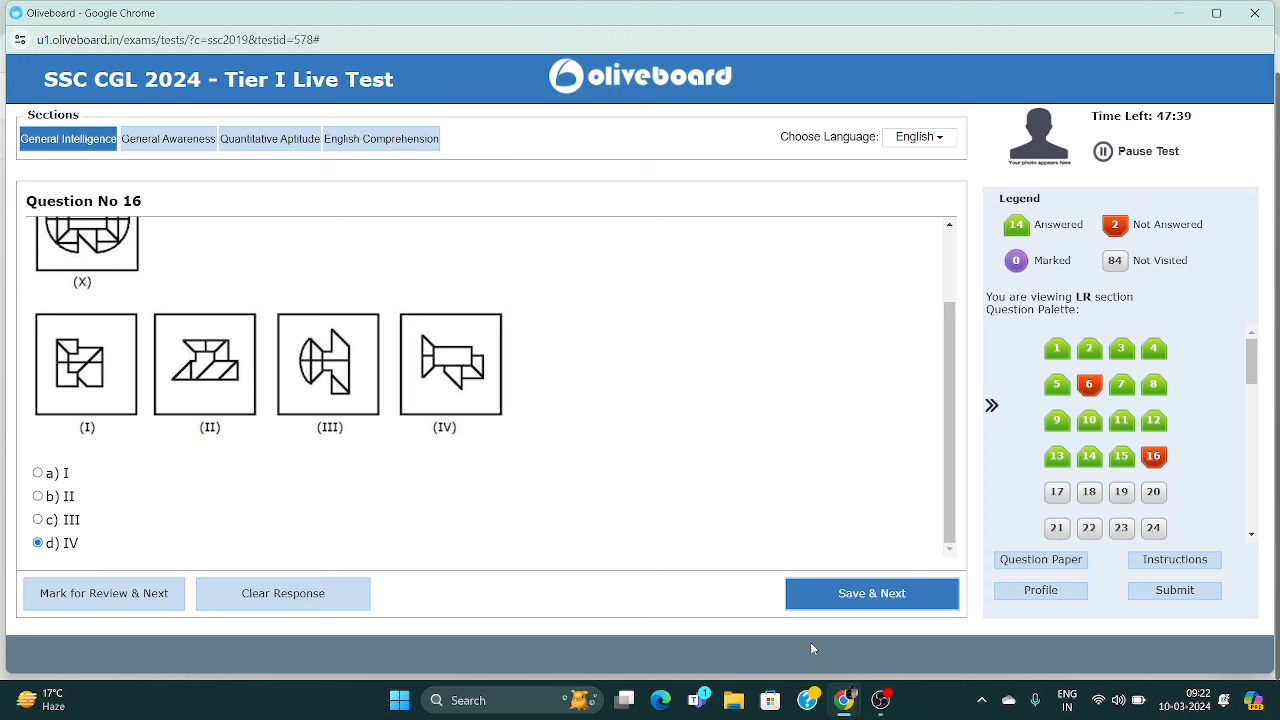 Oliveboard - Google Chrome
u1.oliveboard.in/exams/tests/?c=ssc2019&testid=578#
SSC CGL 2024 - Tier I Live Test
oliveboard
Sections
General Intelligence General Awareness Quantitative Aptitude English Comprehension
Choose Language: English
Your photo appears here
Time Left: 47:39
Pause Test
Question No 16
(X)
(I) (II) (III) (IV)
a) I
b) II
c) III
d) IV
Mark for Review & Next Clear Response Save & Next
Legend
14 Answered 2 Not Answered
0 Marked 84 Not Visited
You are viewing LR section
Question Palette:
1 2 3 4
5 6 7 8
9 10 11 12
13 14 15 16
17 18 19 20
21 22 23 24
Question Paper Instructions
Profile Submit
17°C
Haze
Search
1
ENG
IN
09:22
10-03-2024